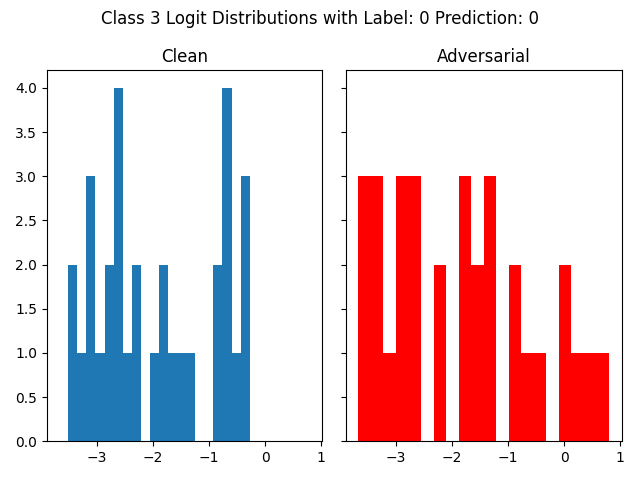 Class 3 Logit Distributions with Label: 0 Prediction: 0
Clean
Adversarial
4.0
3.5
3.0
2.5
2.0
1.5
1.0
0.5
0.0
−3 −2 −1 0 1
−3 −2 −1 0 1